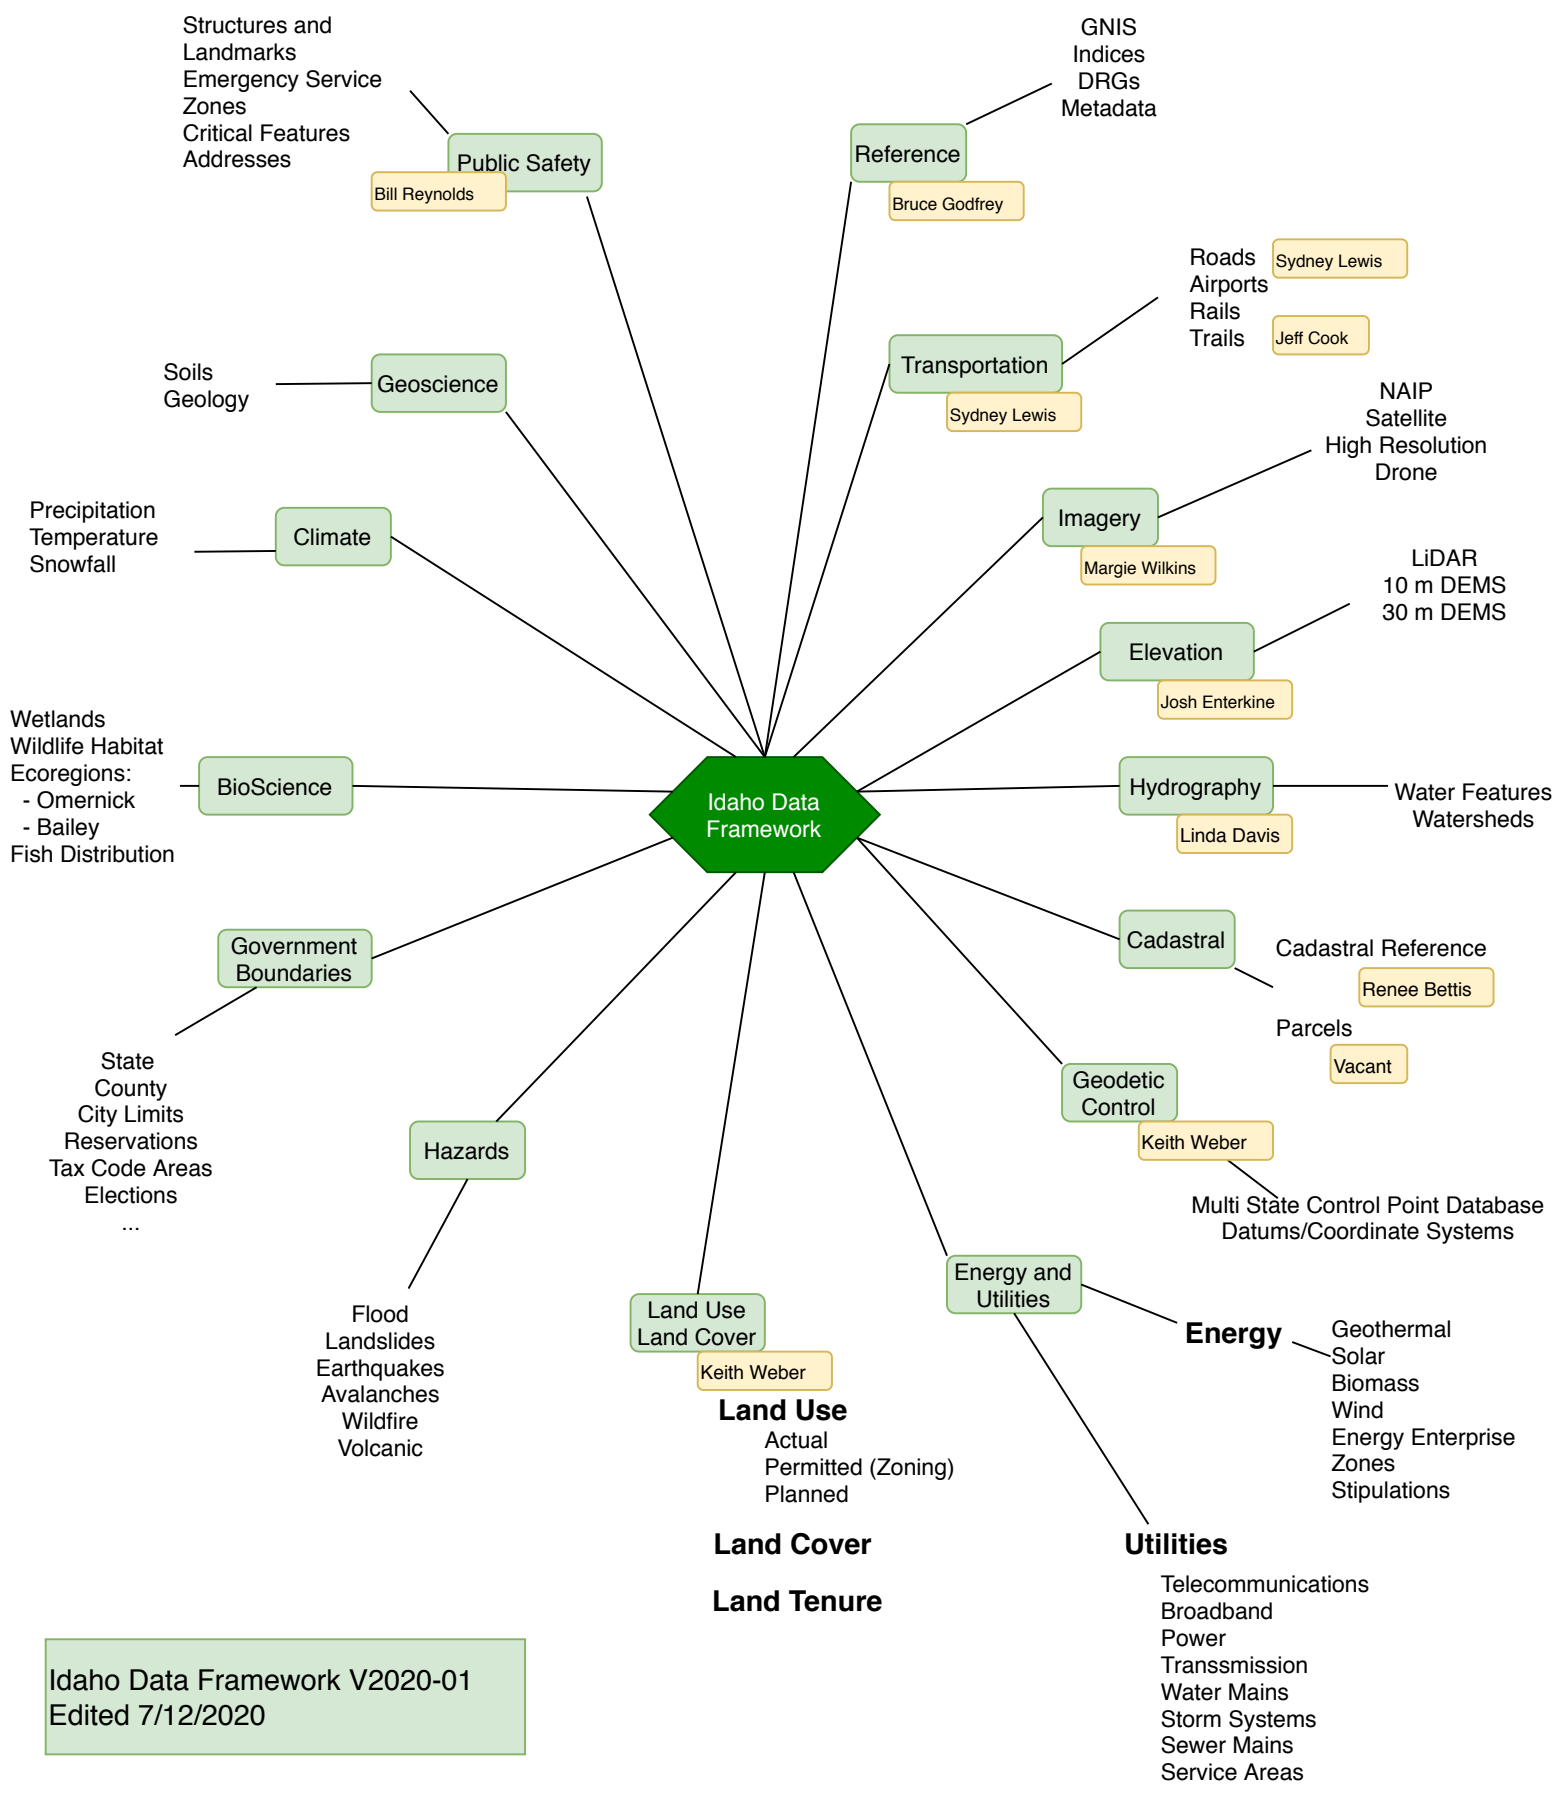 Structures and
Landmarks
Emergency Service
Zones
Critical Features
Addresses
Public Safety
Bill Reynolds
GNIS
Indices
DRGs
Metadata
Reference
Bruce Godfrey
Roads
Airports
Rails
Trails
Sydney Lewis
Jeff Cook
Transportation
Sydney Lewis
Soils
Geology
Geoscience
NAIP
Satellite
High Resolution
Drone
Imagery
Margie Wilkins
Precipitation
Temperature
Snowfall
Climate
LiDAR
10 m DEMS
30 m DEMS
Elevation
Josh Enterkine
Wetlands
Wildlife Habitat
Ecoregions:
- Omernick
- Bailey
Fish Distribution
BioScience
Idaho Data
Framework
Hydrography
Linda Davis
Water Features
Watersheds
Government
Boundaries
State
County
City Limits
Reservations
Tax Code Areas
Elections
...
Cadastral
Cadastral Reference
Renee Bettis
Parcels
Vacant
Geodetic
Control
Keith Weber
Multi State Control Point Database
Datums/Coordinate Systems
Hazards
Flood
Landslides
Earthquakes
Avalanches
Wildfire
Volcanic
Land Use
Land Cover
Keith Weber
Land Use
Actual
Permitted (Zoning)
Planned
Land Cover
Land Tenure
Energy and
Utilities
Energy
Geothermal
Solar
Biomass
Wind
Energy Enterprise
Zones
Stipulations
Utilities
Telecommunications
Broadband
Power
Transsmission
Water Mains
Storm Systems
Sewer Mains
Service Areas
Idaho Data Framework V2020-01
Edited 7/12/2020